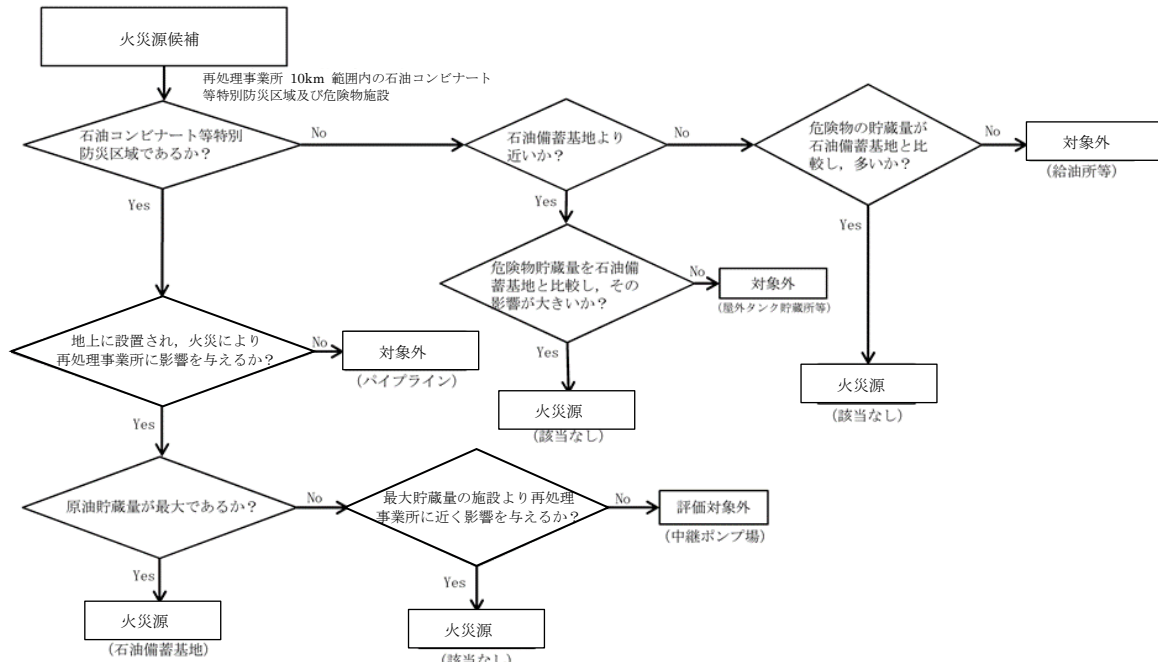 火災源候補
再処理事業所 10km 範囲内の石油コンビナート
等特別防災区域及び危険物施設
石油コンビナート等特別
防災区域であるか？
No
石油備蓄基地より
近いか？
No
危険物の貯蔵量が
石油備蓄基地と比
較し，多いか？
No
対象外
(給油所等)
Yes
Yes
Yes
危険物貯蔵量を石油備
蓄基地と比較し，その
影響が大きいか？
No
対象外
(屋外タンク貯蔵所等)
地上に設置され，火災により
再処理事業所に影響を与えるか？
No
対象外
(パイプライン)
Yes
火災源
(該当なし)
火災源
(該当なし)
Yes
原油貯蔵量が最大であるか？
No
最大貯蔵量の施設より再処理
事業所に近く影響を与えるか？
No
評価対象外
(中継ポンプ場)
Yes
Yes
火災源
(石油備蓄基地)
火災源
(該当なし)